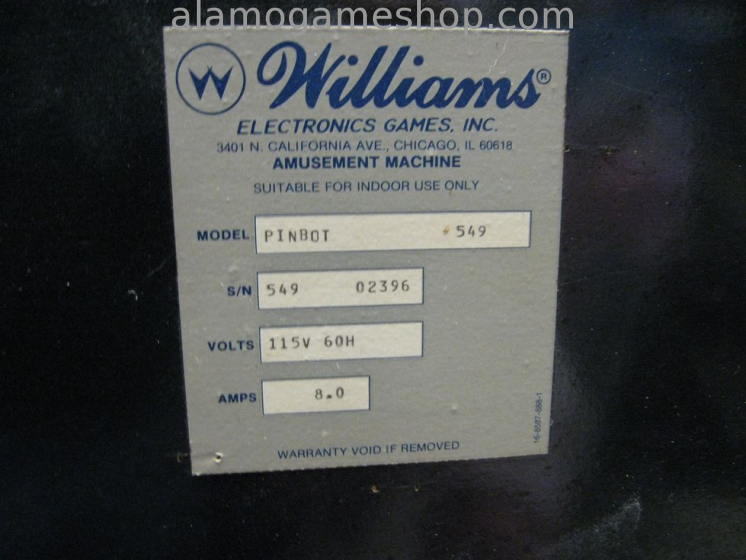 alamogameshop.com
W Williams®
ELECTRONICS GAMES, INC.
3401 N. CALIFORNIA AVE., CHICAGO, IL 60618
AMUSEMENT MACHINE
SUITABLE FOR INDOOR USE ONLY
MODEL PINBOT 549
S/N 549 02396
VOLTS 115V 60H
AMPS 8.0
WARRANTY VOID IF REMOVED